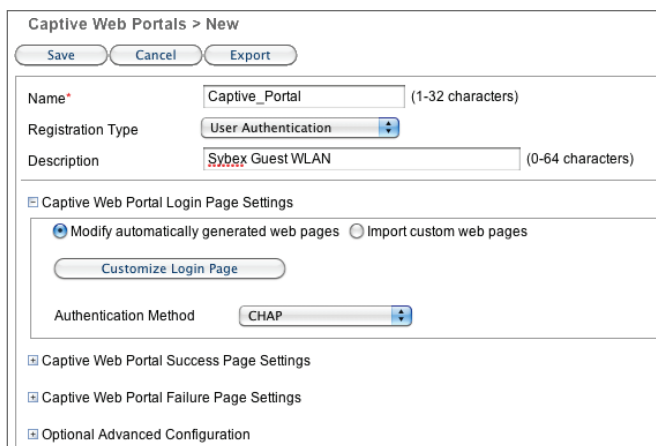 Captive Web Portals > New
Save Cancel Export
Name* Captive_Portal (1-32 characters)
Registration Type User Authentication
Description Sybex Guest WLAN (0-64 characters)
Captive Web Portal Login Page Settings
Modify automatically generated web pages Import custom web pages
Customize Login Page
Authentication Method CHAP
Captive Web Portal Success Page Settings
Captive Web Portal Failure Page Settings
Optional Advanced Configuration